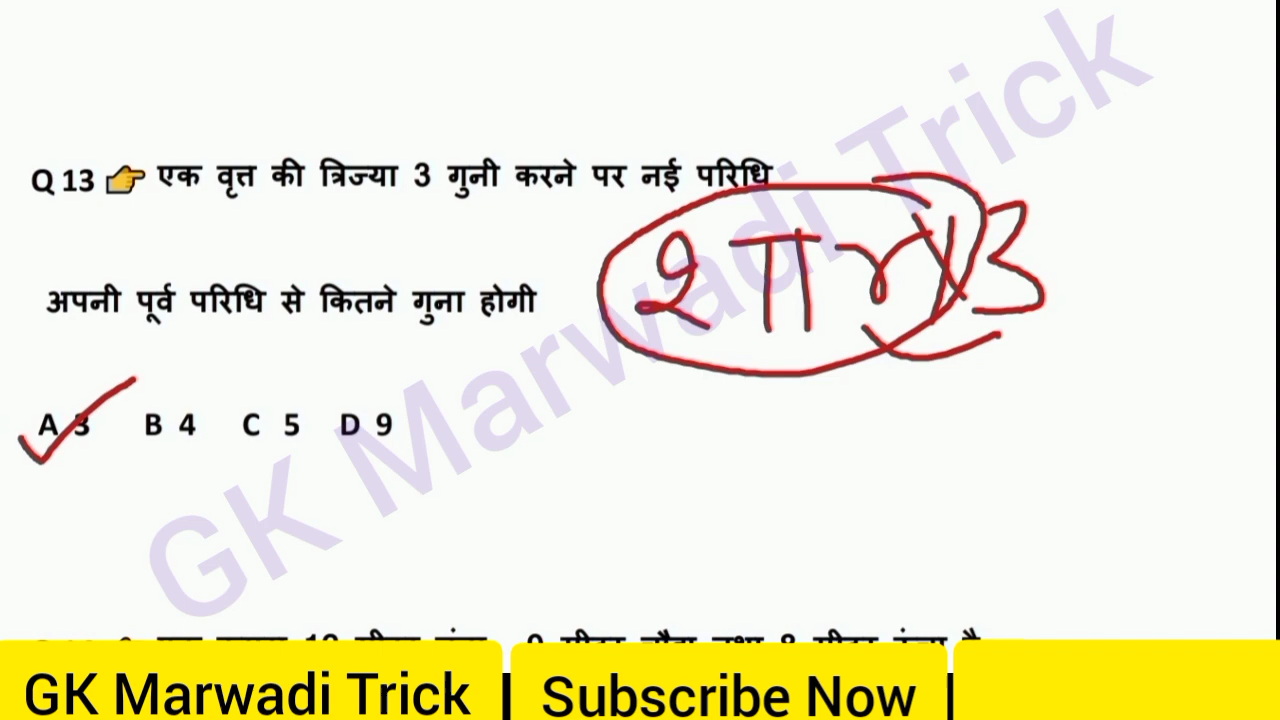 Q 13 👉 एक वृत्त की त्रिज्या 3 गुनी करने पर नई परिधि
2 π r × 3
अपनी पूर्व परिधि से कितने गुना होगी
A 3 B 4 C 5 D 9
GK Marwadi Trick
GK Marwadi Trick | Subscribe Now |